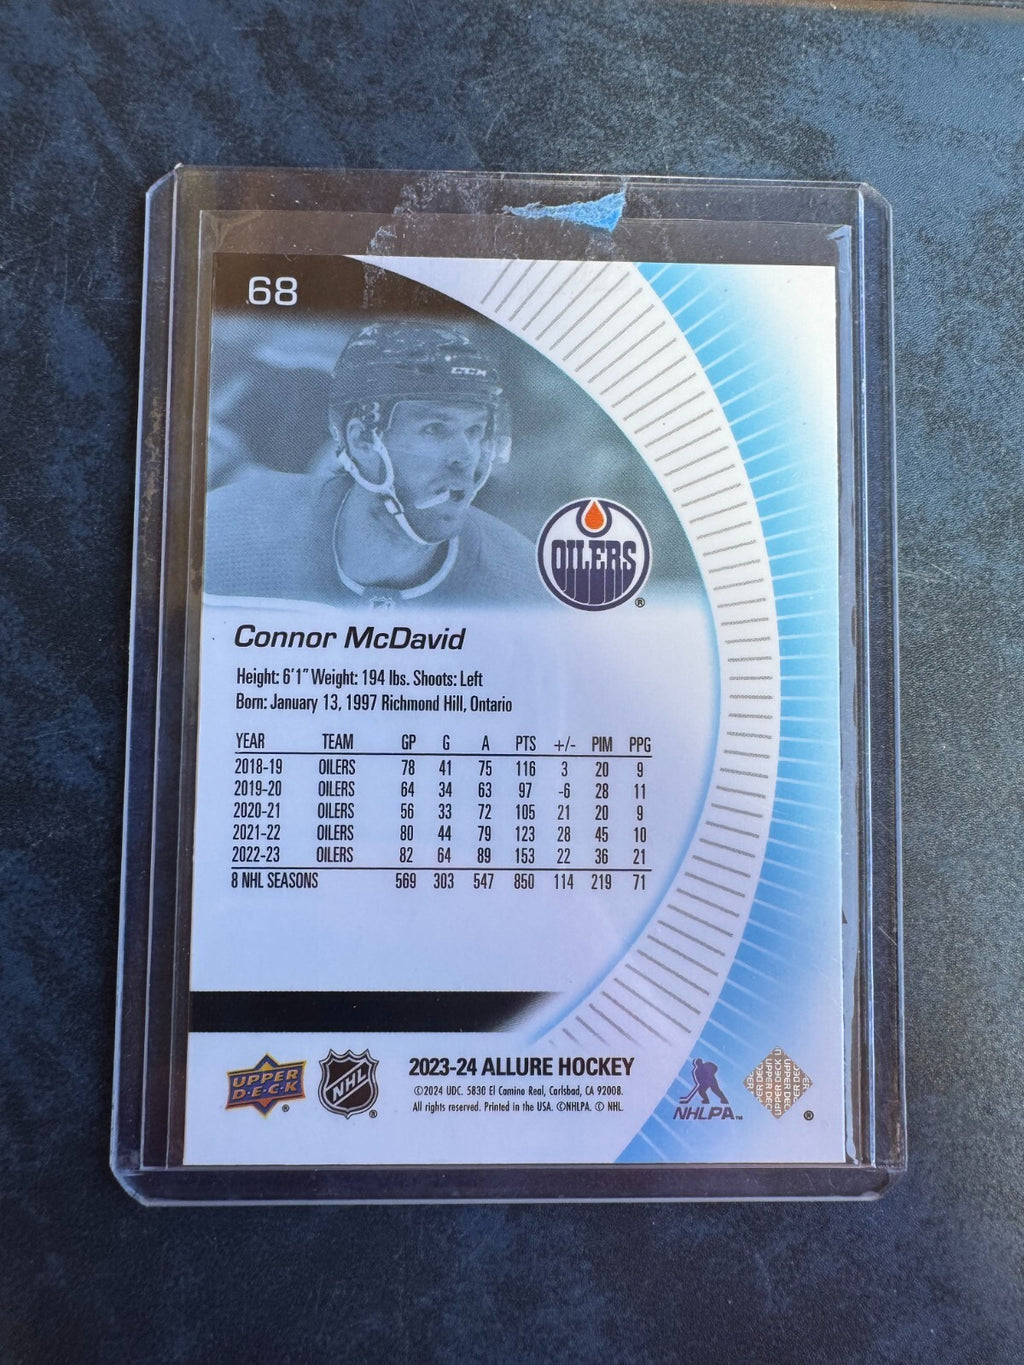 68
CCM
OILERS
®
Connor McDavid
Height: 6'1" Weight: 194 lbs. Shoots: Left
Born: January 13, 1997 Richmond Hill, Ontario
YEAR TEAM GP G A PTS +/- PIM PPG
2018-19 OILERS 78 41 75 116 3 20 9
2019-20 OILERS 64 34 63 97 -6 28 11
2020-21 OILERS 56 33 72 105 21 20 9
2021-22 OILERS 80 44 79 123 28 45 10
2022-23 OILERS 82 64 89 153 22 36 21
8 NHL SEASONS 569 303 547 850 114 219 71
UPPER
D·E·C·K
®
NHL
®
2023-24 ALLURE HOCKEY
©2024 UDC. 5830 El Camino Real, Carlsbad, CA 92008.
All rights reserved. Printed in the USA. ©NHLPA. © NHL.
NHLPA™
UPPER DECK
®